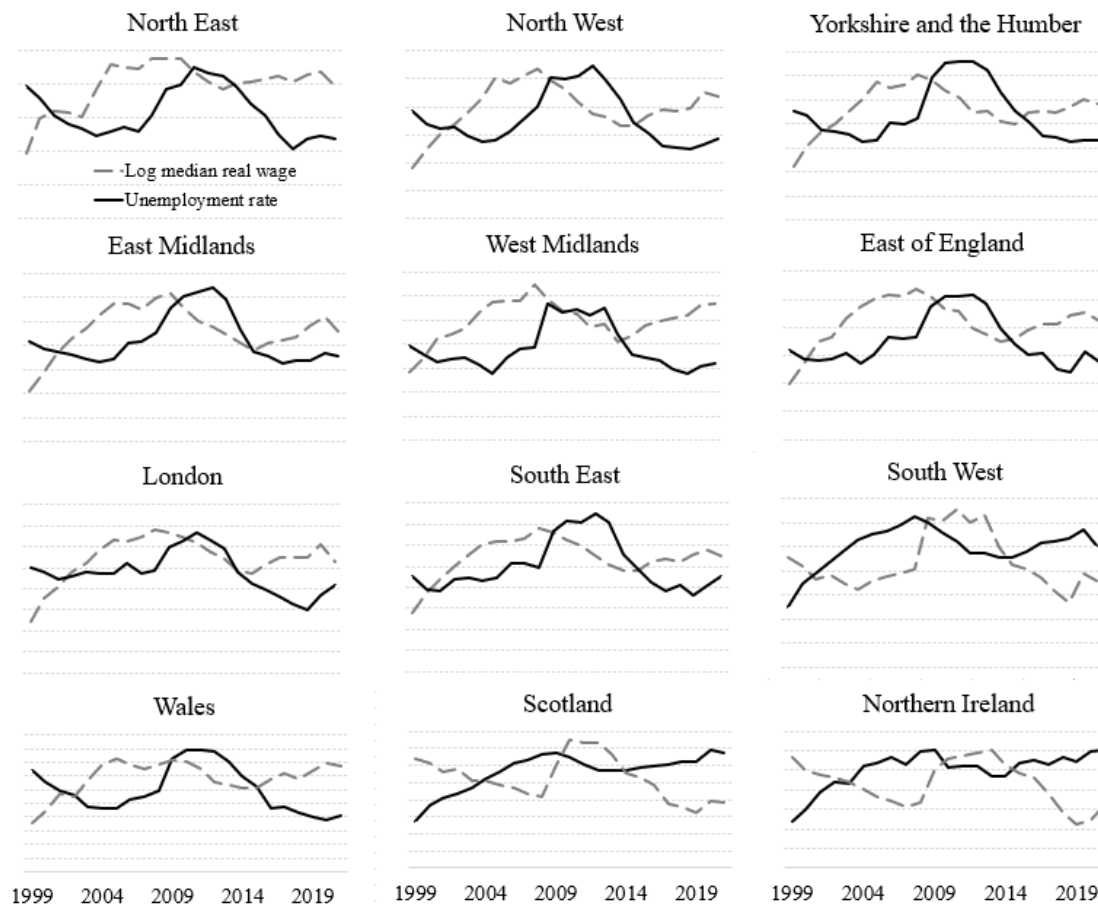 North East
North West
Yorkshire and the Humber
Log median real wage
Unemployment rate
East Midlands
West Midlands
East of England
London
South East
South West
Wales
Scotland
Northern Ireland
1999 2004 2009 2014 2019
1999 2004 2009 2014 2019
1999 2004 2009 2014 2019